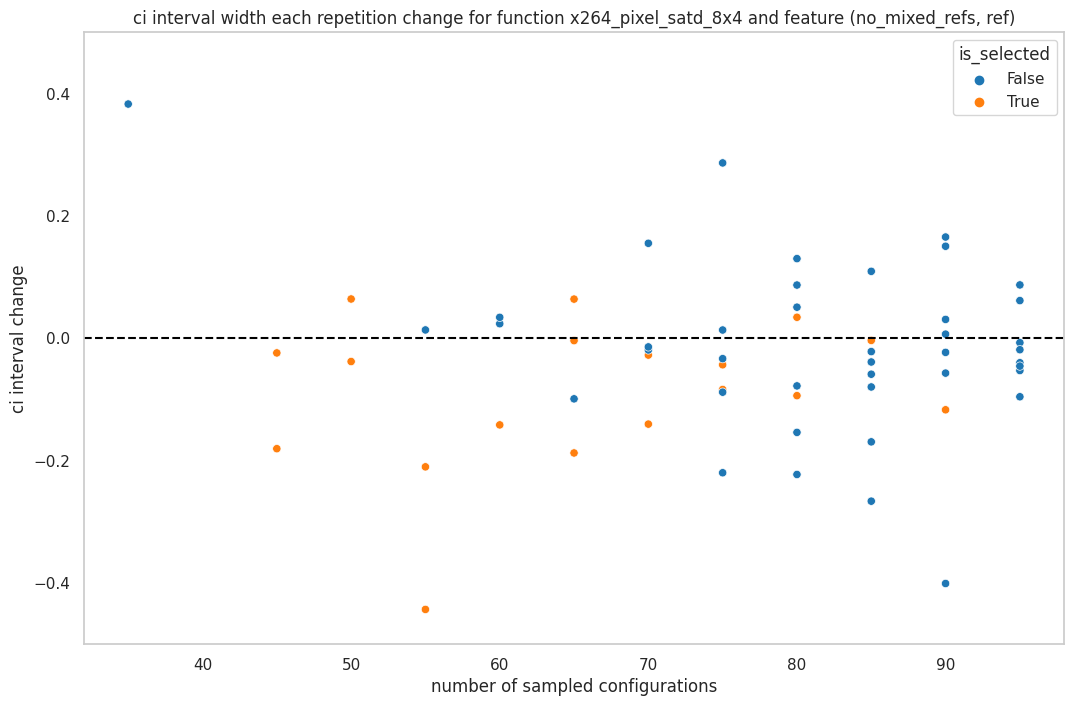 ci interval width each repetition change for function x264_pixel_satd_8x4 and feature (no_mixed_refs, ref)
is_selected
False
True
ci interval change
0.4
0.2
0.0
−0.2
−0.4
40 50 60 70 80 90
number of sampled configurations